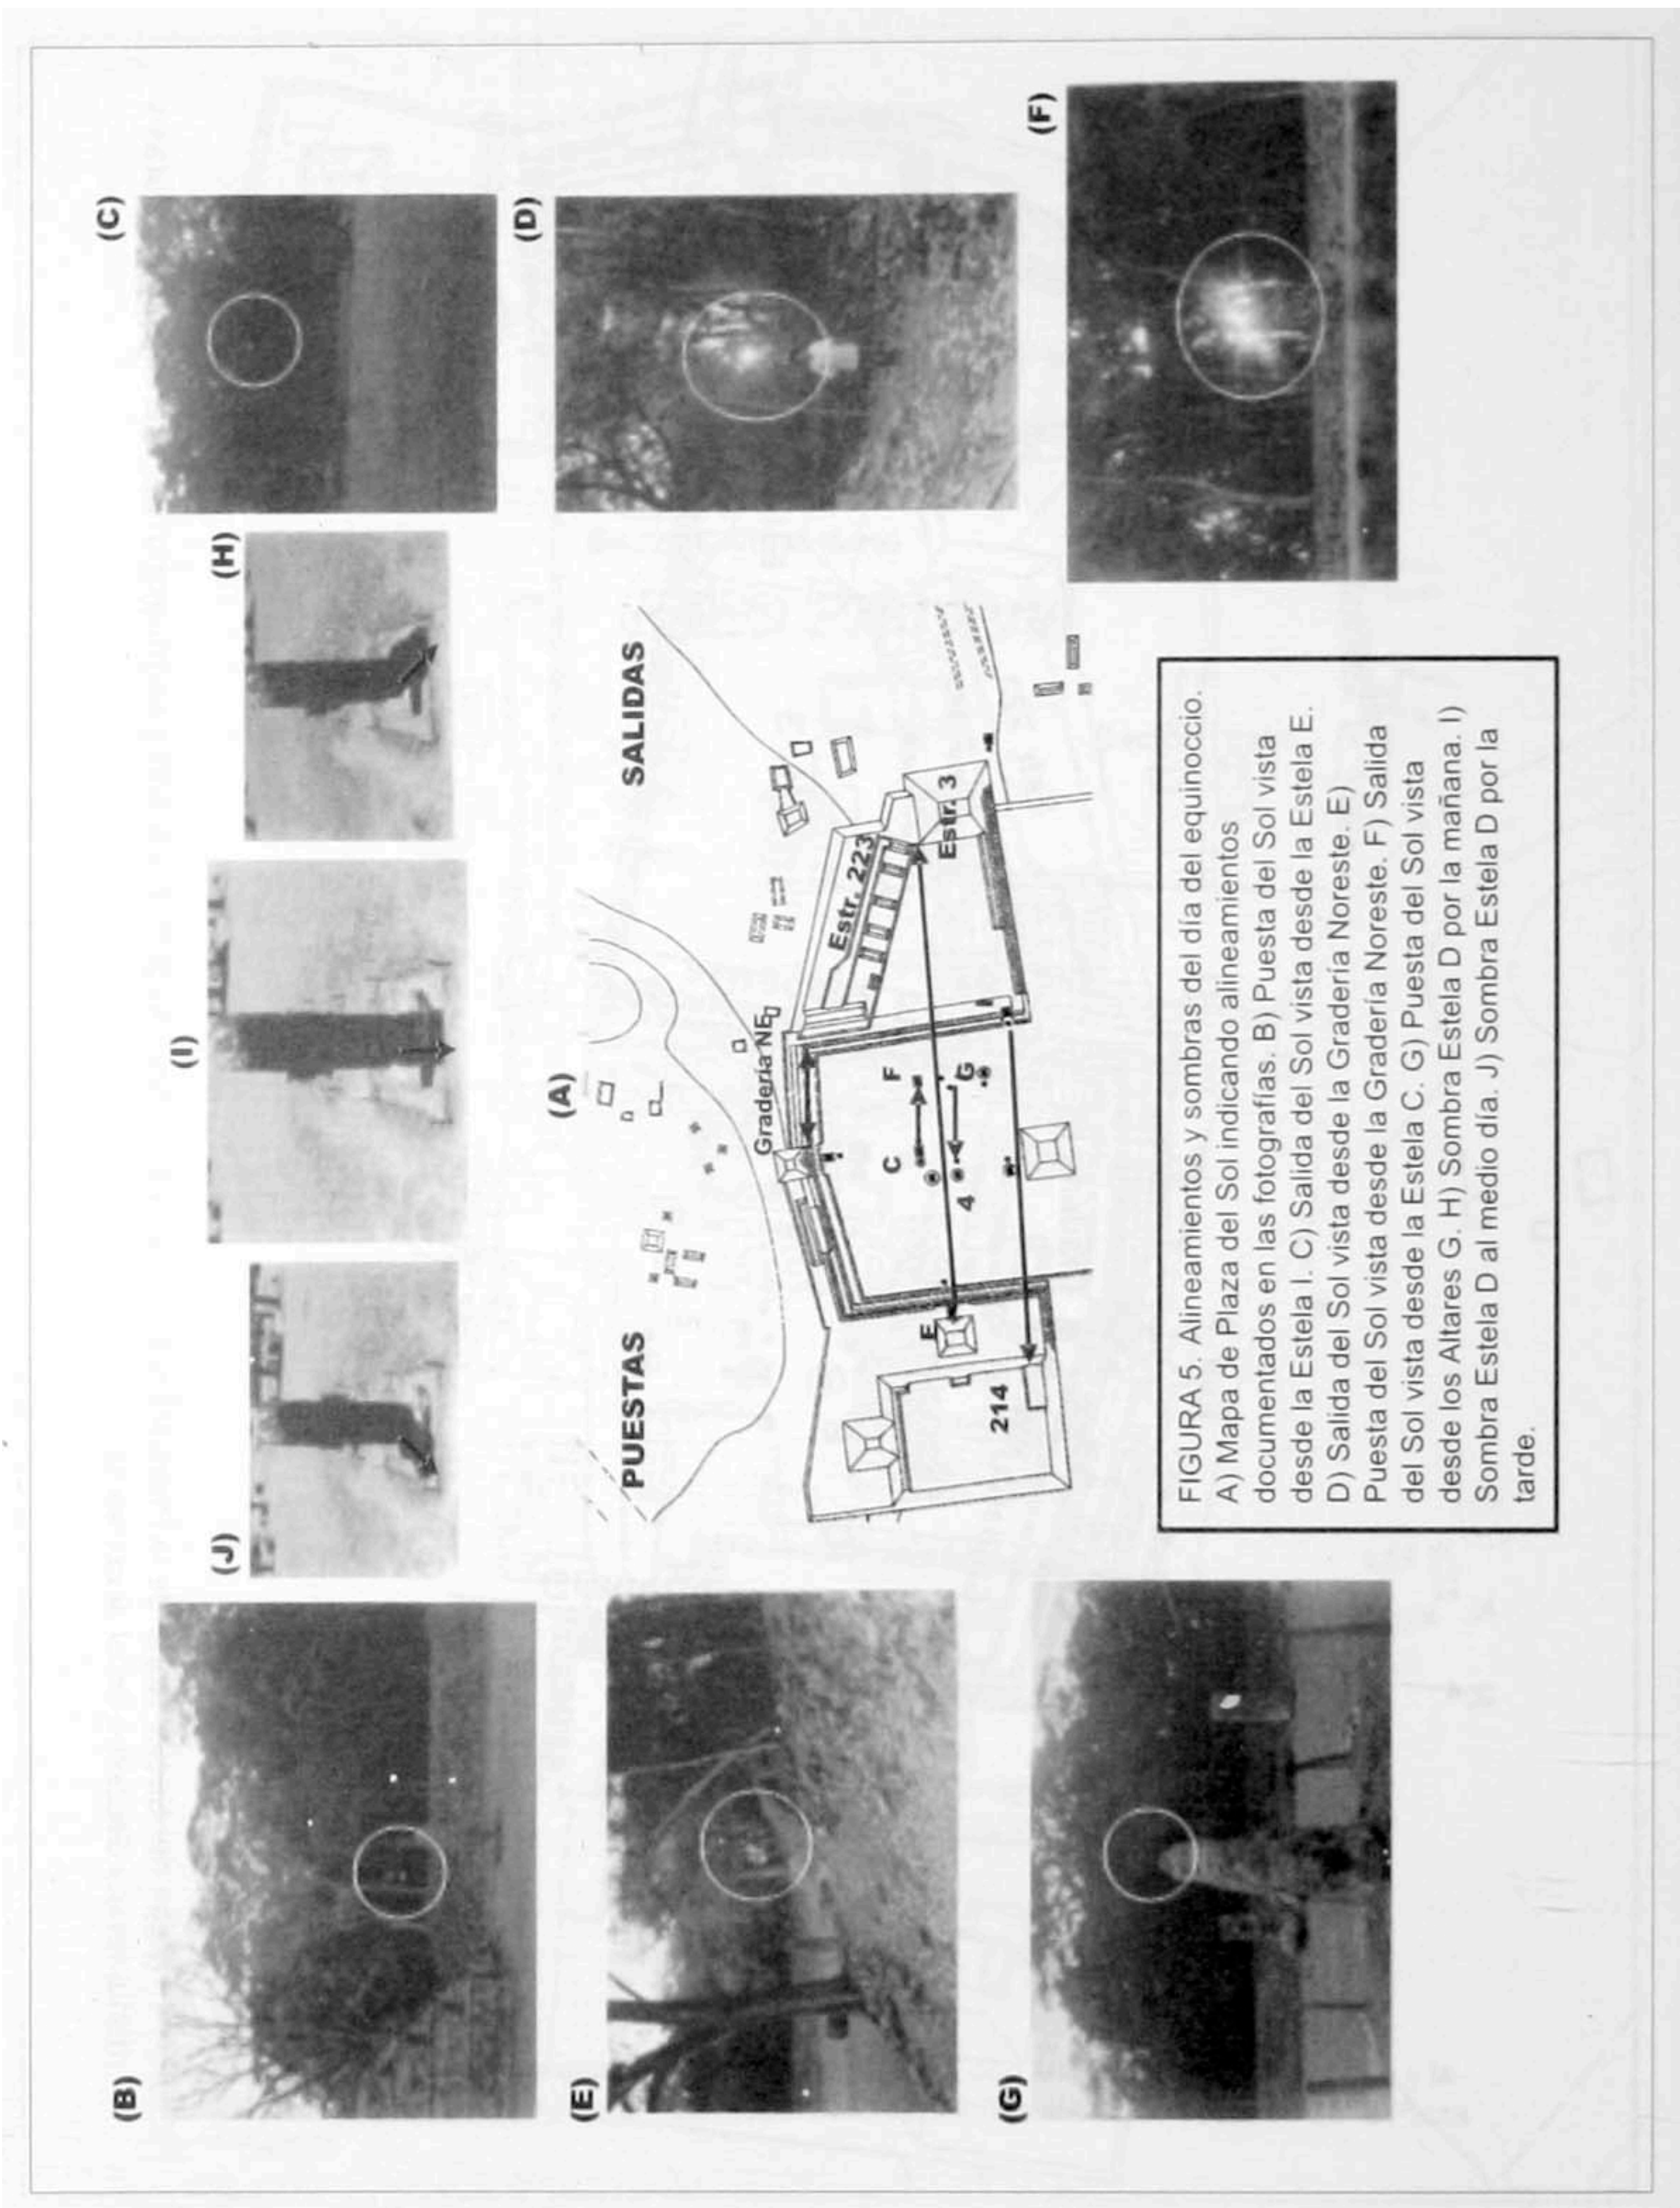 (B)
(J)
(I)
(H)
(C)
(E)
(A)
(D)
PUESTAS
SALIDAS
Gradería NE
Estr. 223
Estr. 3
E
C
F
4
G
214
(G)
(F)
FIGURA 5. Alineamientos y sombras del día del equinoccio.
A) Mapa de Plaza del Sol indicando alineamientos
documentados en las fotografías. B) Puesta del Sol vista
desde la Estela I. C) Salida del Sol vista desde la Estela E.
D) Salida del Sol vista desde la Gradería Noreste. E)
Puesta del Sol vista desde la Gradería Noreste. F) Salida
del Sol vista desde la Estela C. G) Puesta del Sol vista
desde los Altares G. H) Sombra Estela D por la mañana. I)
Sombra Estela D al medio día. J) Sombra Estela D por la
tarde.